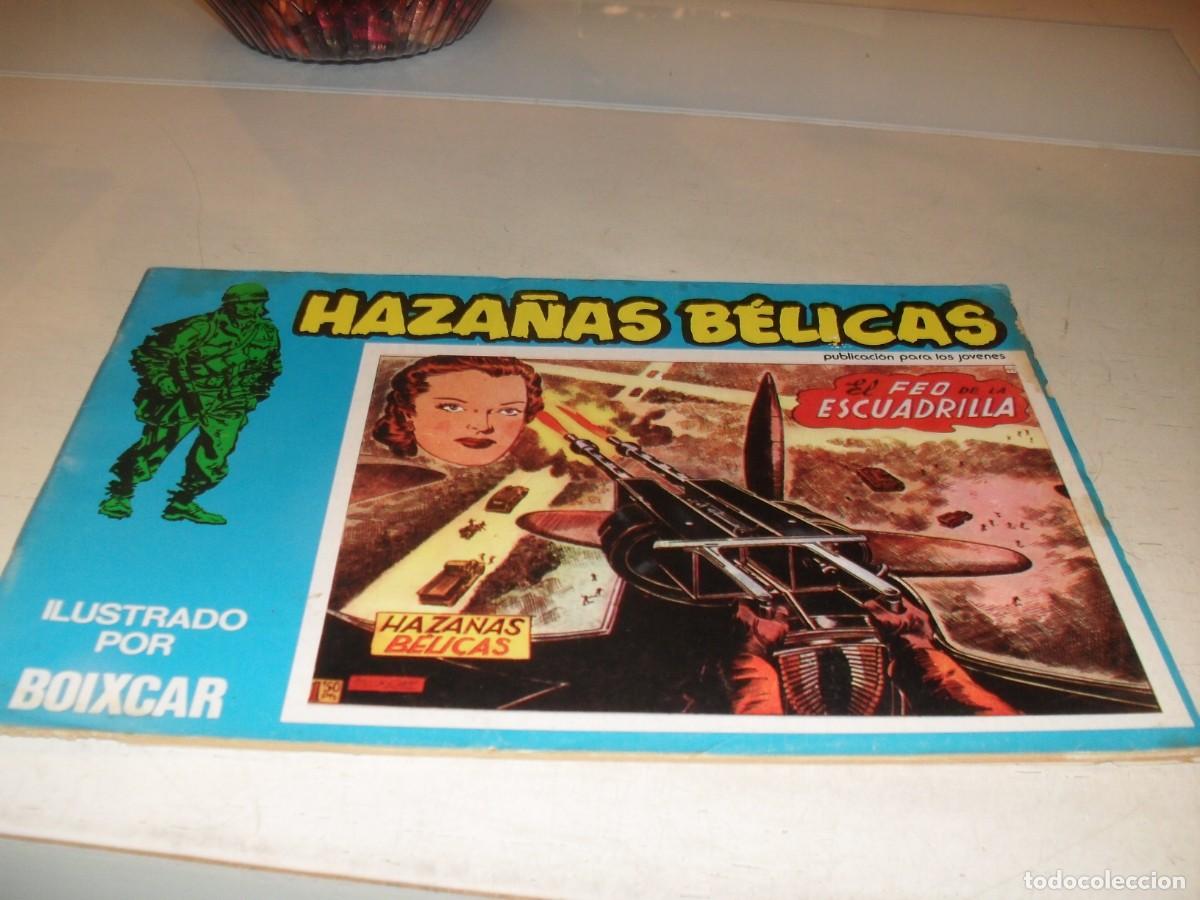 HAZAÑAS BÉLICAS
publicación para los jovenes
El FEO DE LA
ESCUADRILLA
HAZAÑAS
BÉLICAS
ILUSTRADO
POR
BOIXCAR
todocoleccion